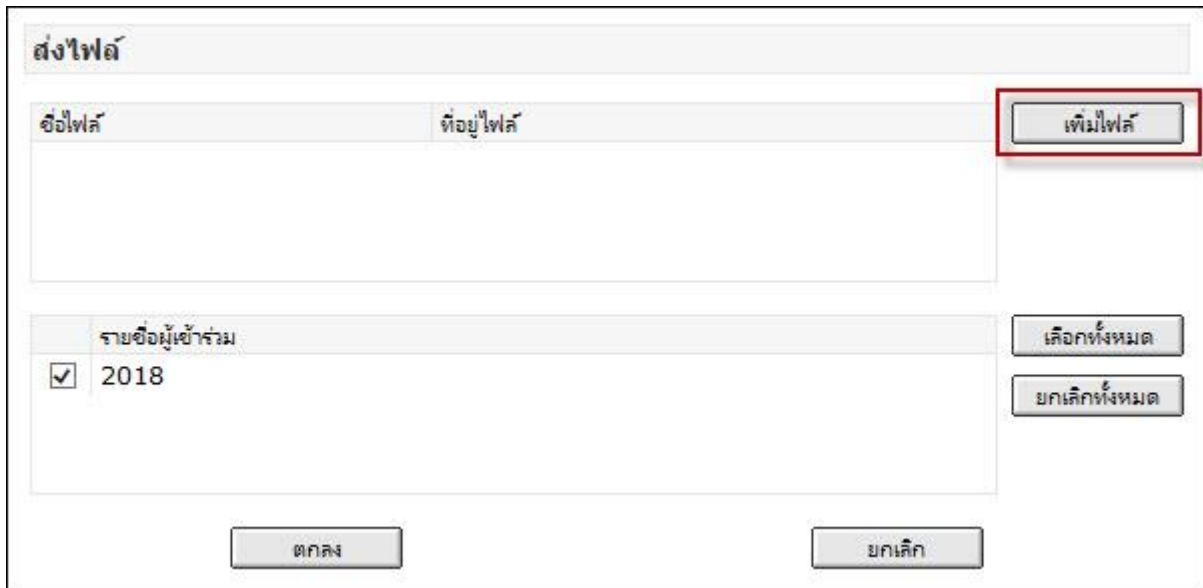 ส่งไฟล์
ชื่อไฟล์ ที่อยู่ไฟล์ เพิ่มไฟล์
รายชื่อผู้เข้าร่วม เลือกทั้งหมด
2018
ยกเลิกทั้งหมด
ตกลง ยกเลิก